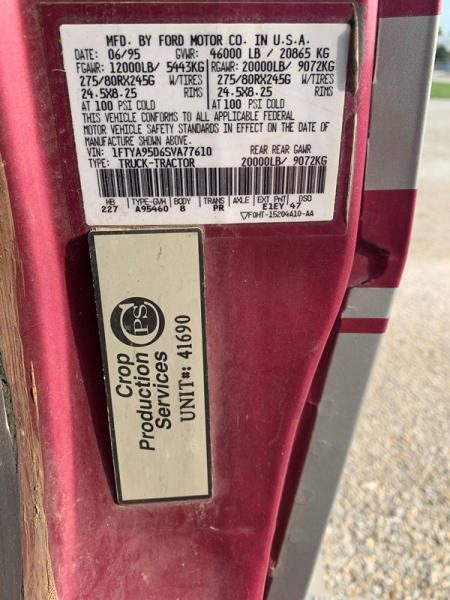 MFD. BY FORD MOTOR CO. IN U.S.A.
DATE: 06/95 GVWR: 46000 LB / 20865 KG
FGAWR: 12000LB/ 5443KG RGAWR: 20000LB/ 9072KG
275/80RX245G W/TIRES 275/80RX245G W/TIRES
24.5X8.25 RIMS 24.5X8.25 RIMS
AT 100 PSI COLD AT 100 PSI COLD
THIS VEHICLE CONFORMS TO ALL APPLICABLE FEDERAL
MOTOR VEHICLE SAFETY STANDARDS IN EFFECT ON THE DATE OF
MANUFACTURE SHOWN ABOVE.
VIN: 1FTYA95D6SVA77610 REAR REAR GAWR
TYPE: TRUCK-TRACTOR 20000LB/ 9072KG
HB TYPE-GVH BODY TRANS AXLE EXT PNT DSO
227 A95460 8 PR E1EY 47
F0HT-15204A10-AA
CPS
Crop
Production
Services
UNIT#: 41690